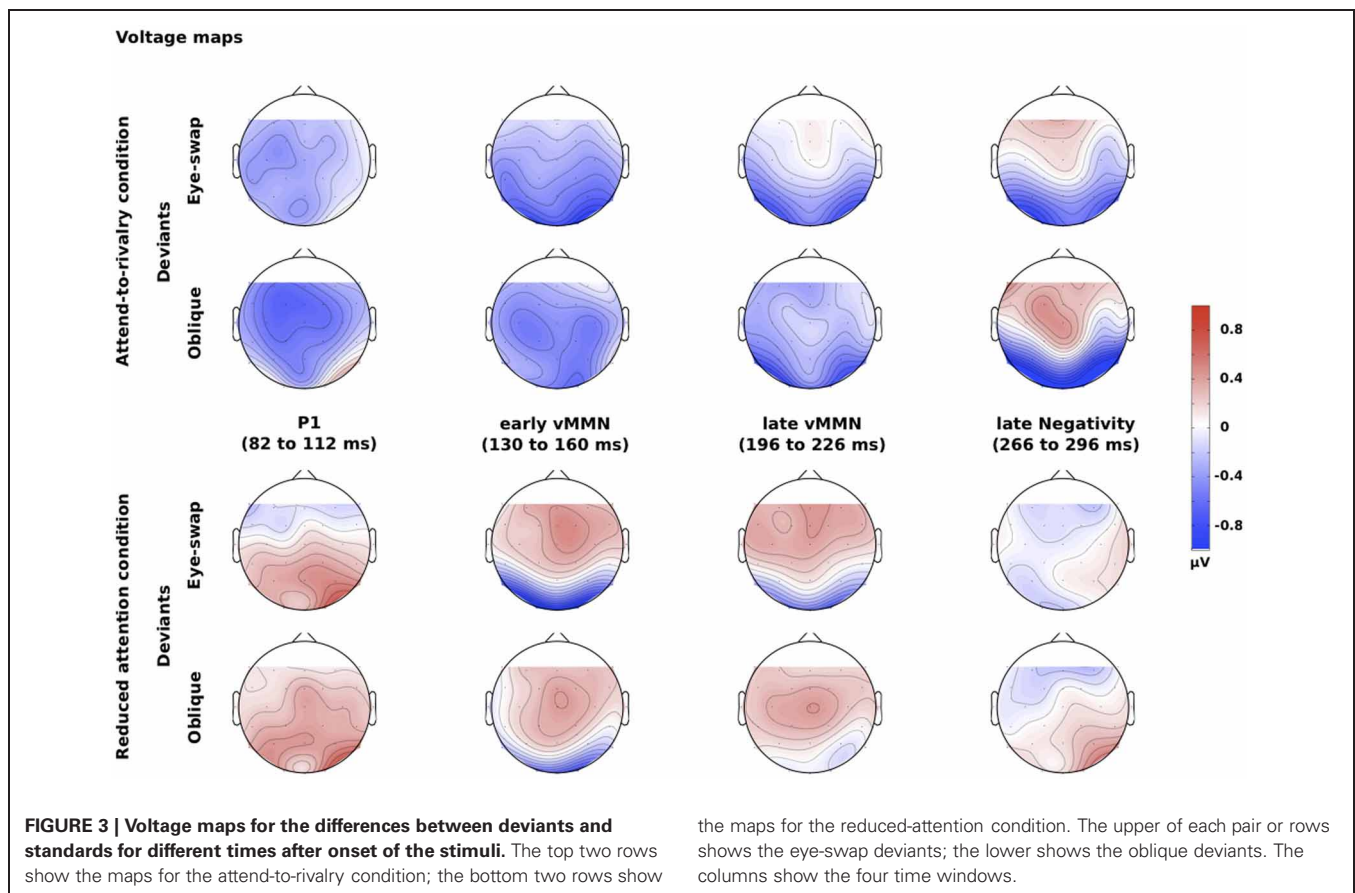 Voltage maps
Attend-to-rivalry condition
Deviants
Eye-swap
Oblique
P1
(82 to 112 ms)
early vMMN
(130 to 160 ms)
late vMMN
(196 to 226 ms)
late Negativity
(266 to 296 ms)
0.8
0.4
0
-0.4
-0.8
µV
Reduced attention condition
Deviants
Eye-swap
Oblique
FIGURE 3 | Voltage maps for the differences between deviants and
standards for different times after onset of the stimuli. The top two rows
show the maps for the attend-to-rivalry condition; the bottom two rows show
the maps for the reduced-attention condition. The upper of each pair or rows
shows the eye-swap deviants; the lower shows the oblique deviants. The
columns show the four time windows.